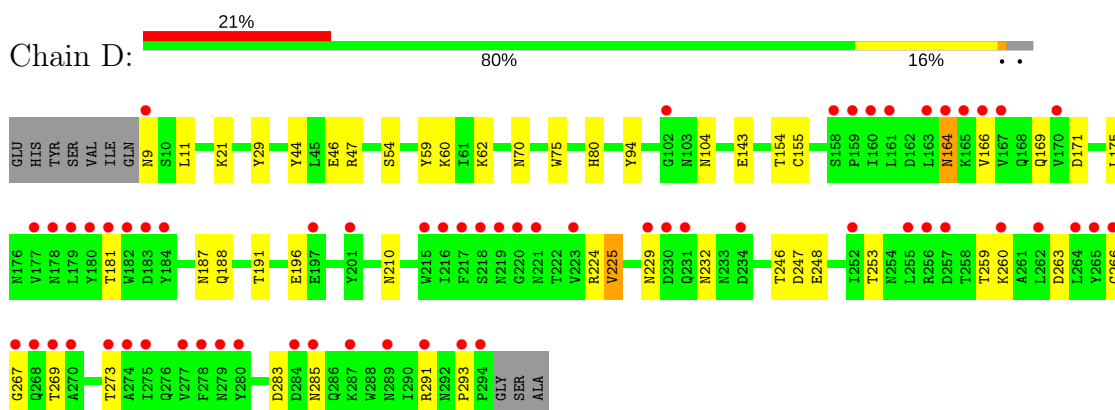 21%
Chain D:
80% 16% • •
GLU HIS TYR SER VAL ILE GLN N9 S10 L11 K21 Y29 Y44 L45 E46 R47 S54 Y59 K60 I61 K62 N70 W75 H80 Y94 G102 N103 N104 E143 T154 C155 S158 P159 I160 L161 D162 L163 N164 K165 V166 V167 Q168 Q169 V170 D171 L175
N176 V177 N178 L179 Y180 T181 W182 D183 Y184 N187 Q188 T191 E196 E197 Y201 N210 W215 I216 F217 S218 N219 G220 N221 T222 V223 R224 V225 N229 D230 Q231 N232 N233 D234 T246 D247 E248 I252 T253 N254 L255 R256 D257 T258 T259 K260 A261 L262 D263 L264 Y265 G266
G267 Q268 T269 A270 T273 A274 I275 Q276 V277 F278 N279 Y280 D283 D284 N285 Q286 K287 W288 N289 I290 R291 N292 P293 P294 GLY SER ALA